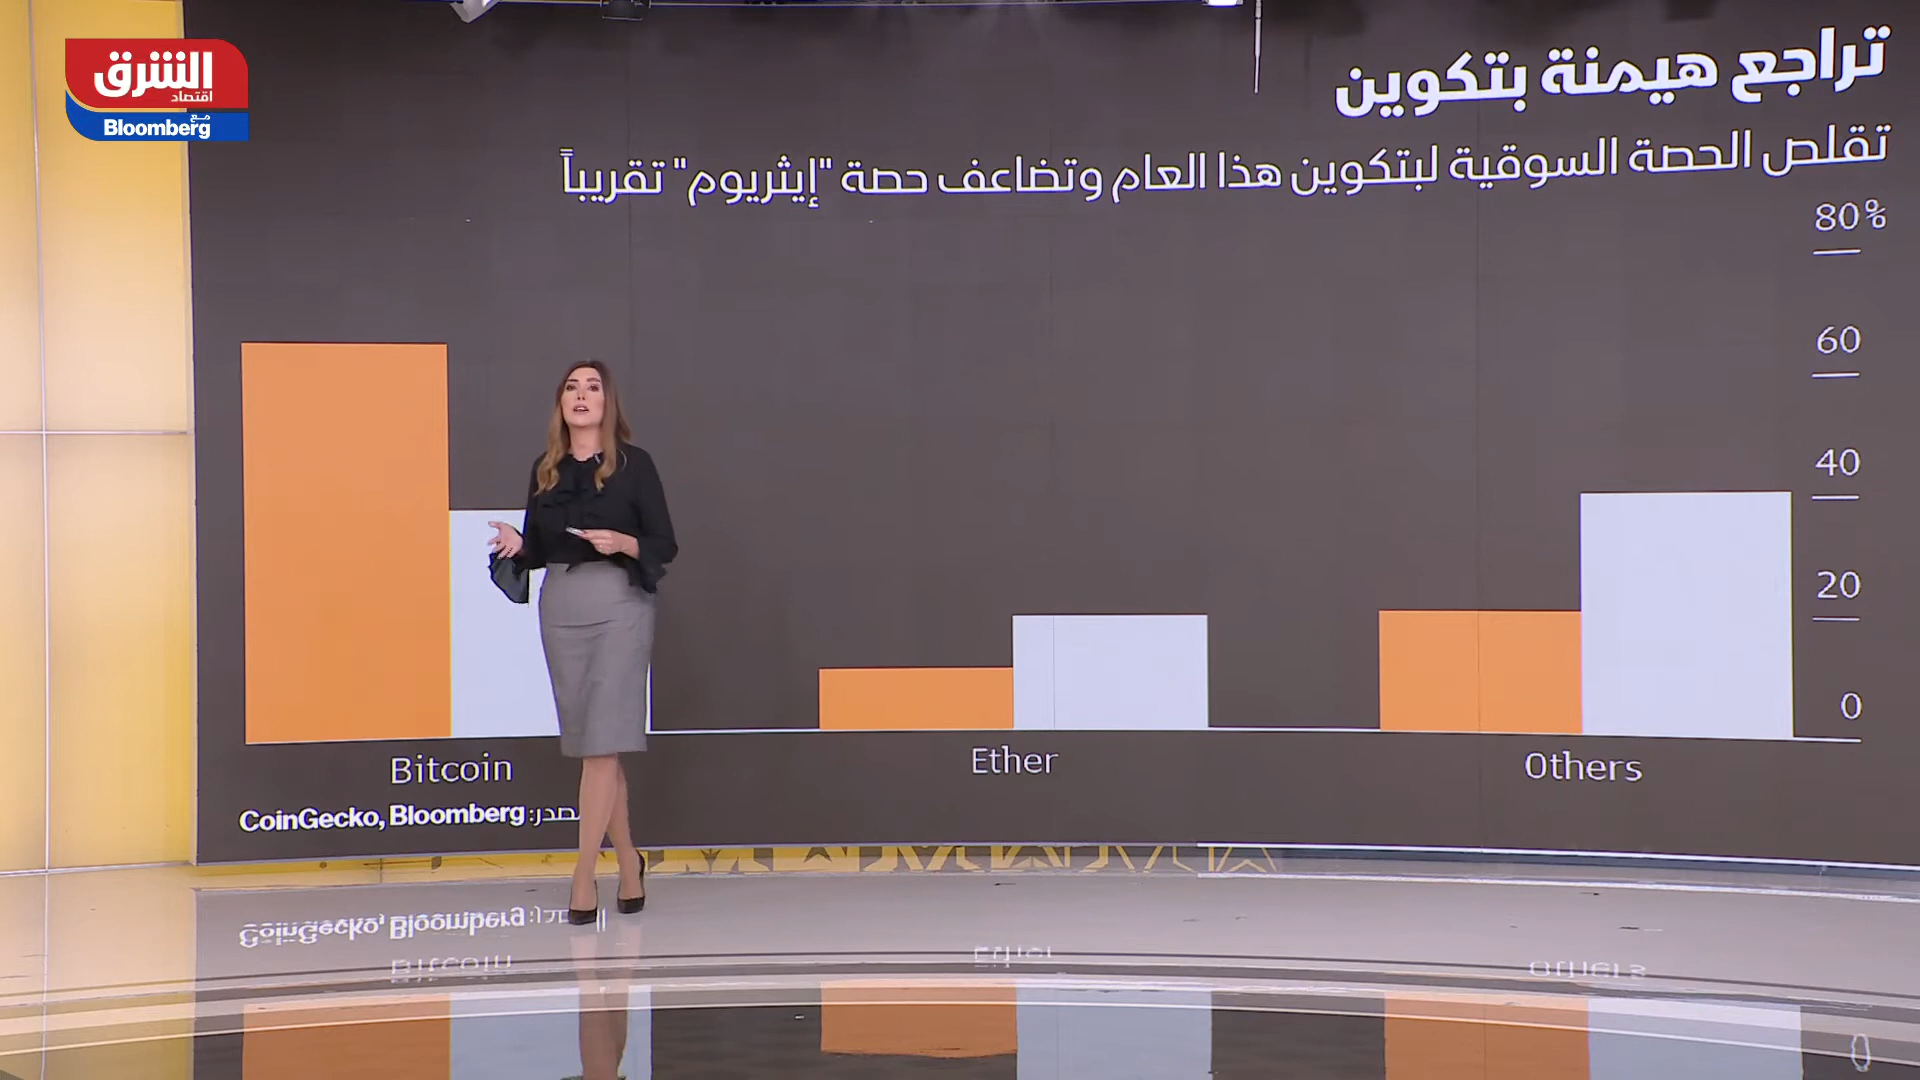 الشرق
اقتصاد
مع
Bloomberg
تراجع هيمنة بتكوين
تقلص الحصة السوقية لبتكوين هذا العام وتضاعف حصة "إيثريوم" تقريباً
80%
60
40
20
0
Bitcoin
Ether
Others
CoinGecko, Bloomberg